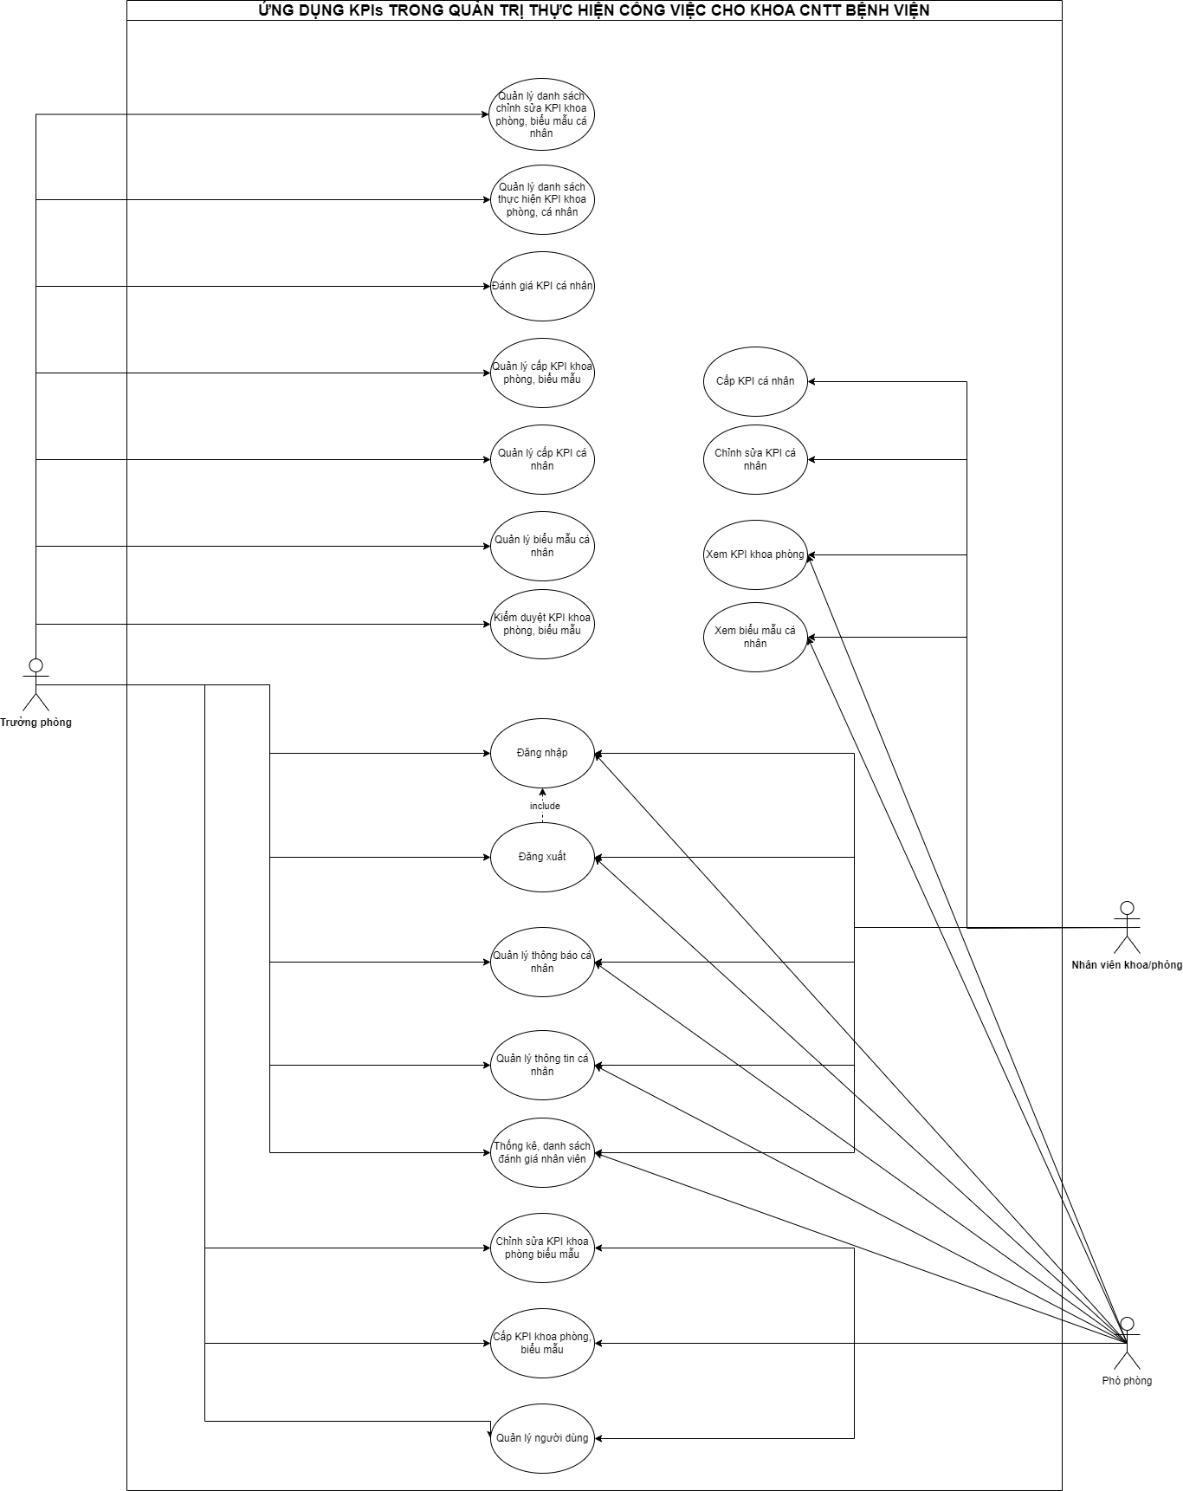 ỨNG DỤNG KPIs TRONG QUẢN TRỊ THỰC HIỆN CÔNG VIỆC CHO KHOA CNTT BỆNH VIỆN
Quản lý danh sách
chỉnh sửa KPI khoa
phòng, biểu mẫu cá
nhân
Quản lý danh sách
thực hiện KPI khoa
phòng, cá nhân
Đánh giá KPI cá nhân
Quản lý cấp KPI khoa
phòng, biểu mẫu
Cấp KPI cá nhân
Quản lý cấp KPI cá
nhân
Chỉnh sửa KPI cá
nhân
Quản lý biểu mẫu cá
nhân
Xem KPI khoa phòng
Kiểm duyệt KPI khoa
phòng, biểu mẫu
Xem biểu mẫu cá
nhân
Trưởng phòng
Đăng nhập
include
Đăng xuất
Quản lý thông báo cá
nhân
Nhân viên khoa/phòng
Quản lý thông tin cá
nhân
Thống kê, danh sách
đánh giá nhân viên
Chỉnh sửa KPI khoa
phòng biểu mẫu
Cấp KPI khoa phòng,
biểu mẫu
Phó phòng
Quản lý người dùng